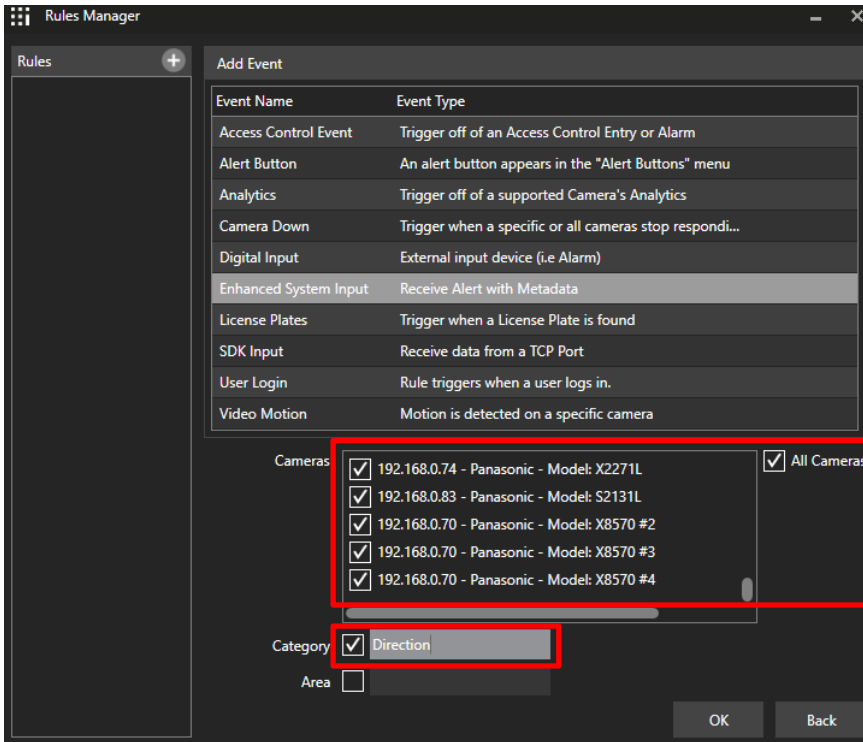 Rules Manager
Rules
Add Event
Event Name Event Type
Access Control Event Trigger off of an Access Control Entry or Alarm
Alert Button An alert button appears in the "Alert Buttons" menu
Analytics Trigger off of a supported Camera's Analytics
Camera Down Trigger when a specific or all cameras stop respondi...
Digital Input External input device (i.e Alarm)
Enhanced System Input Receive Alert with Metadata
License Plates Trigger when a License Plate is found
SDK Input Receive data from a TCP Port
User Login Rule triggers when a user logs in.
Video Motion Motion is detected on a specific camera
Cameras
192.168.0.74 - Panasonic - Model: X2271L
192.168.0.83 - Panasonic - Model: S2131L
192.168.0.70 - Panasonic - Model: X8570 #2
192.168.0.70 - Panasonic - Model: X8570 #3
192.168.0.70 - Panasonic - Model: X8570 #4
All Cameras
Category Direction
Area
OK Back